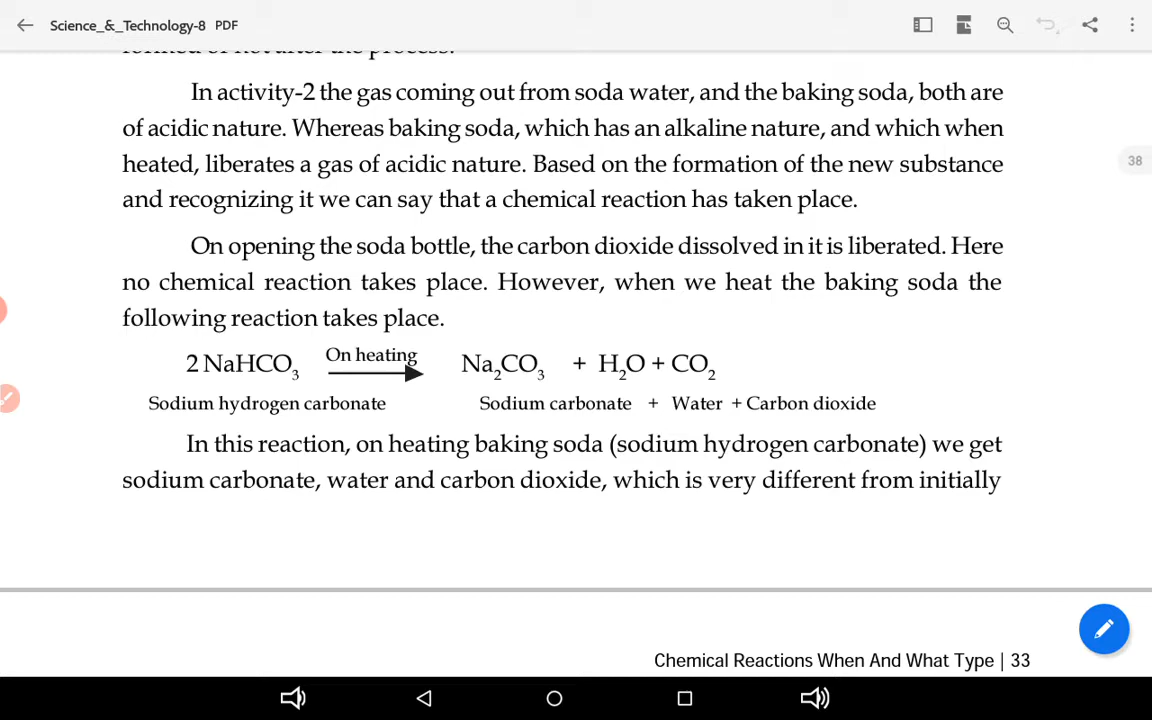 Science_&_Technology-8 PDF
formed or not after the process.
In activity-2 the gas coming out from soda water, and the baking soda, both are
of acidic nature. Whereas baking soda, which has an alkaline nature, and which when
38
heated, liberates a gas of acidic nature. Based on the formation of the new substance
and recognizing it we can say that a chemical reaction has taken place.
On opening the soda bottle, the carbon dioxide dissolved in it is liberated. Here
no chemical reaction takes place. However, when we heat the baking soda the
following reaction takes place.
2 NaHCO₃ On heating Na₂CO₃ + H₂O + CO₂
Sodium hydrogen carbonate Sodium carbonate + Water + Carbon dioxide
In this reaction, on heating baking soda (sodium hydrogen carbonate) we get
sodium carbonate, water and carbon dioxide, which is very different from initially
Chemical Reactions When And What Type | 33